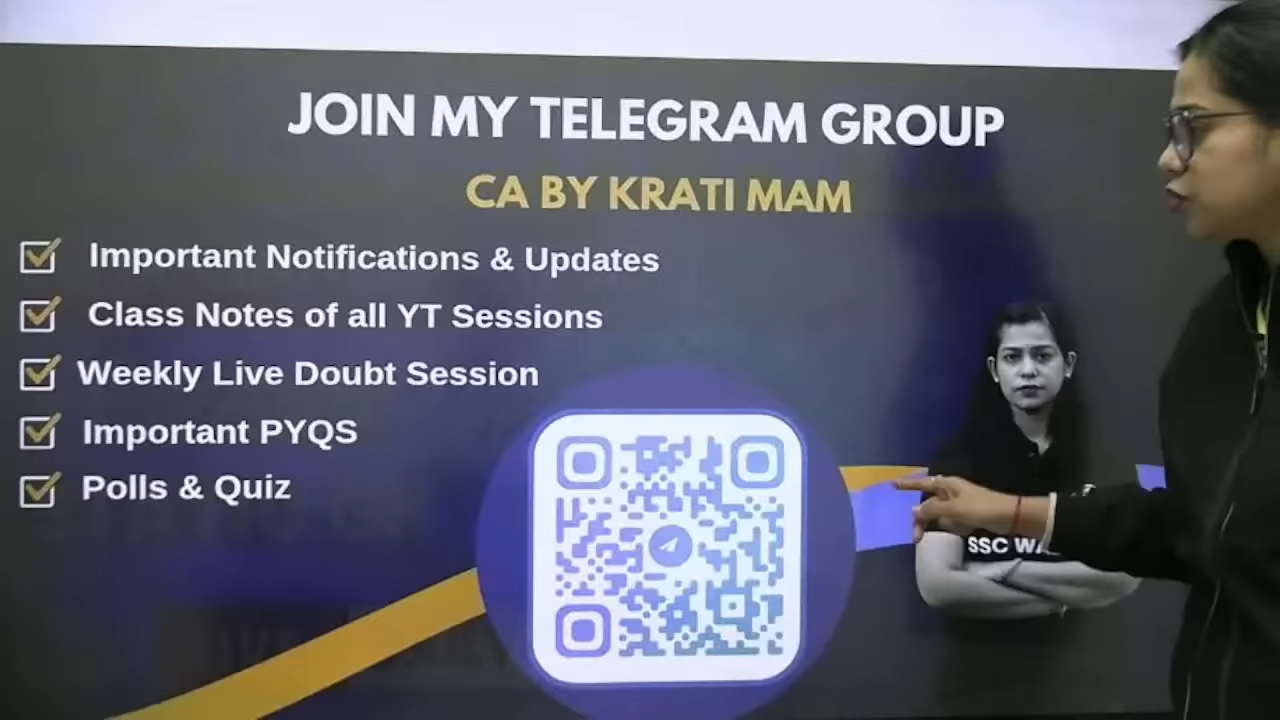 JOIN MY TELEGRAM GROUP
CA BY KRATI MAM
Important Notifications & Updates
Class Notes of all YT Sessions
Weekly Live Doubt Session
Important PYQS
Polls & Quiz
SSC